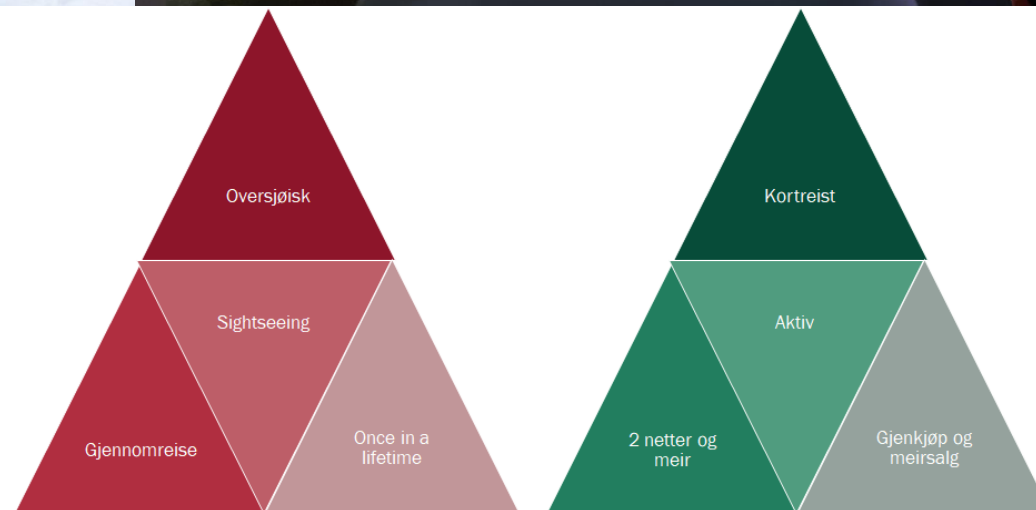 Oversjøisk
Sightseeing
Gjennomreise
Once in a
lifetime
Kortreist
Aktiv
2 netter og
meir
Gjenkjøp og
meirsalg